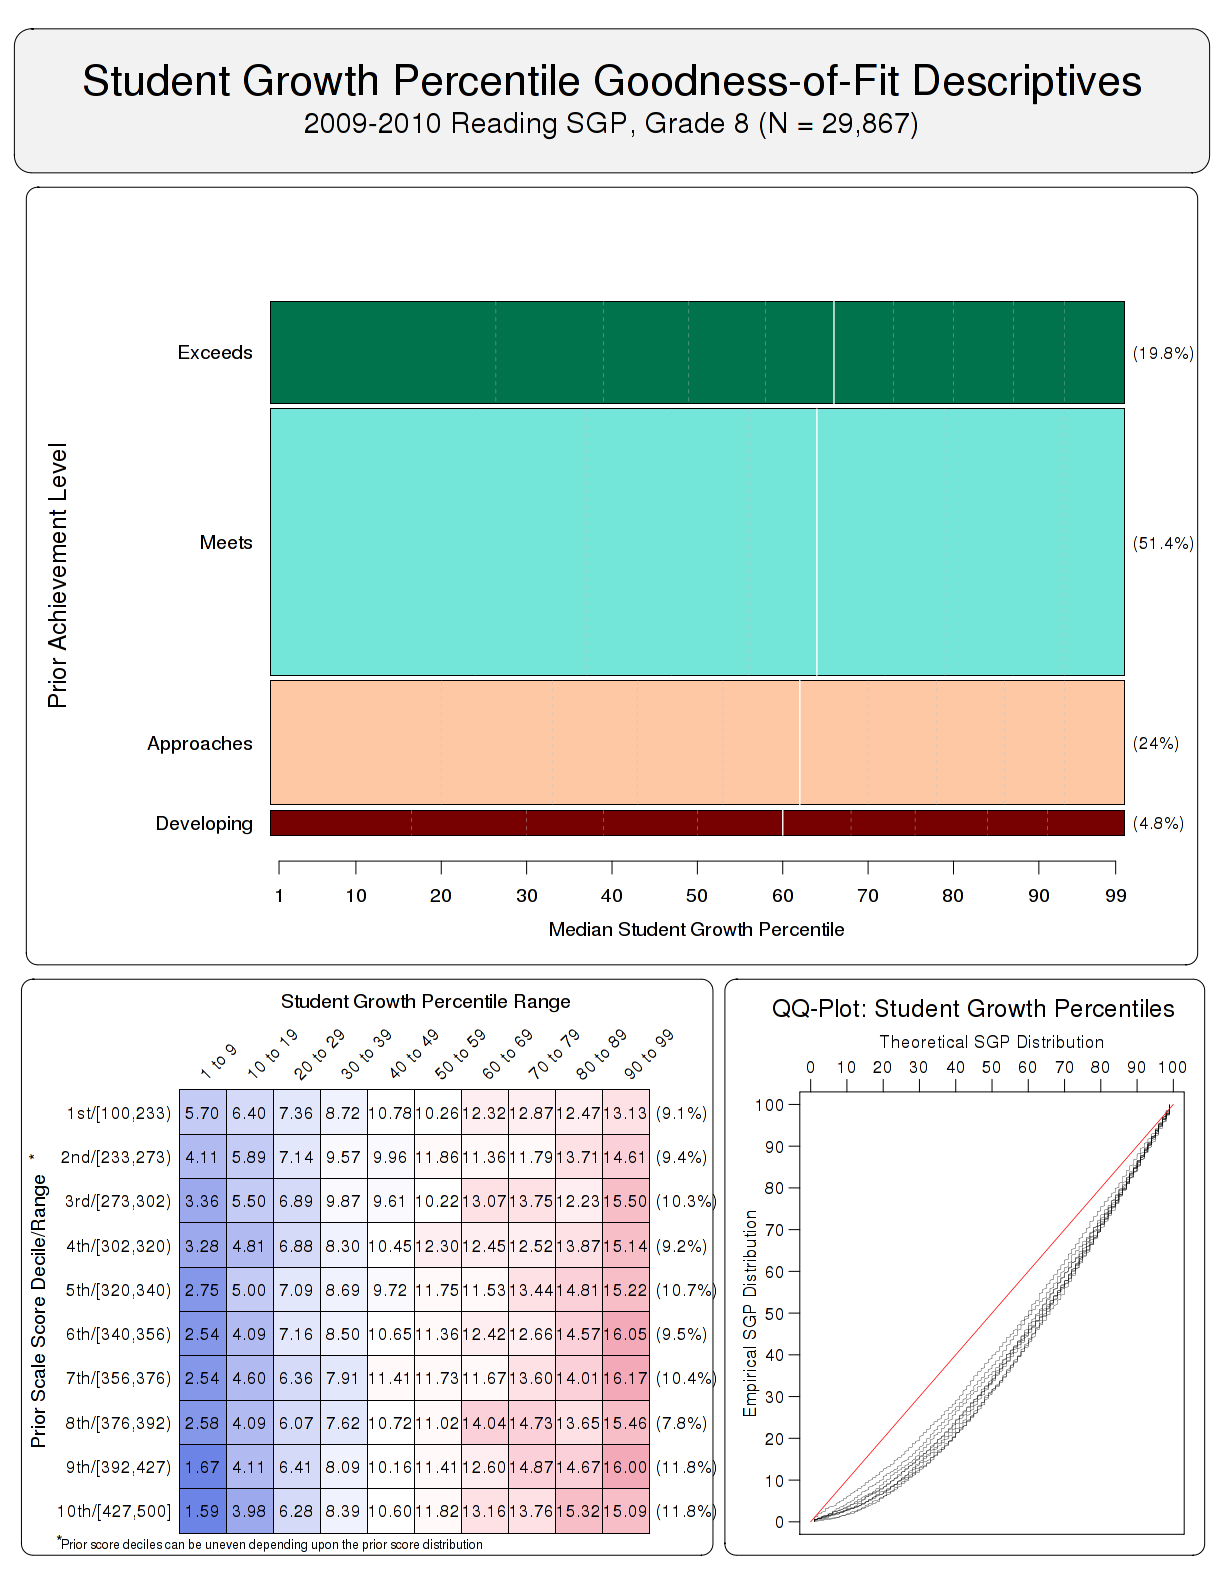 Student Growth Percentile Goodness-of-Fit Descriptives
2009-2010 Reading SGP, Grade 8 (N = 29,867)
Prior Achievement Level
Exceeds (19.8%)
Meets (51.4%)
Approaches (24%)
Developing (4.8%)
1 10 20 30 40 50 60 70 80 90 99
Median Student Growth Percentile
Student Growth Percentile Range
1 to 9 10 to 19 20 to 29 30 to 39 40 to 49 50 to 59 60 to 69 70 to 79 80 to 89 90 to 99
Prior Scale Score Decile/Range *
1st/[100,233) 5.70 6.40 7.36 8.72 10.78 10.26 12.32 12.87 12.47 13.13 (9.1%)
2nd/[233,273) 4.11 5.89 7.14 9.57 9.96 11.86 11.36 11.79 13.71 14.61 (9.4%)
3rd/[273,302) 3.36 5.50 6.89 9.87 9.61 10.22 13.07 13.75 12.23 15.50 (10.3%)
4th/[302,320) 3.28 4.81 6.88 8.30 10.45 12.30 12.45 12.52 13.87 15.14 (9.2%)
5th/[320,340) 2.75 5.00 7.09 8.69 9.72 11.75 11.53 13.44 14.81 15.22 (10.7%)
6th/[340,356) 2.54 4.09 7.16 8.50 10.65 11.36 12.42 12.66 14.57 16.05 (9.5%)
7th/[356,376) 2.54 4.60 6.36 7.91 11.41 11.73 11.67 13.60 14.01 16.17 (10.4%)
8th/[376,392) 2.58 4.09 6.07 7.62 10.72 11.02 14.04 14.73 13.65 15.46 (7.8%)
9th/[392,427) 1.67 4.11 6.41 8.09 10.16 11.41 12.60 14.87 14.67 16.00 (11.8%)
10th/[427,500] 1.59 3.98 6.28 8.39 10.60 11.82 13.16 13.76 15.32 15.09 (11.8%)
*Prior score deciles can be uneven depending upon the prior score distribution
QQ-Plot: Student Growth Percentiles
Theoretical SGP Distribution
0 10 20 30 40 50 60 70 80 90 100
Empirical SGP Distribution
100
90
80
70
60
50
40
30
20
10
0